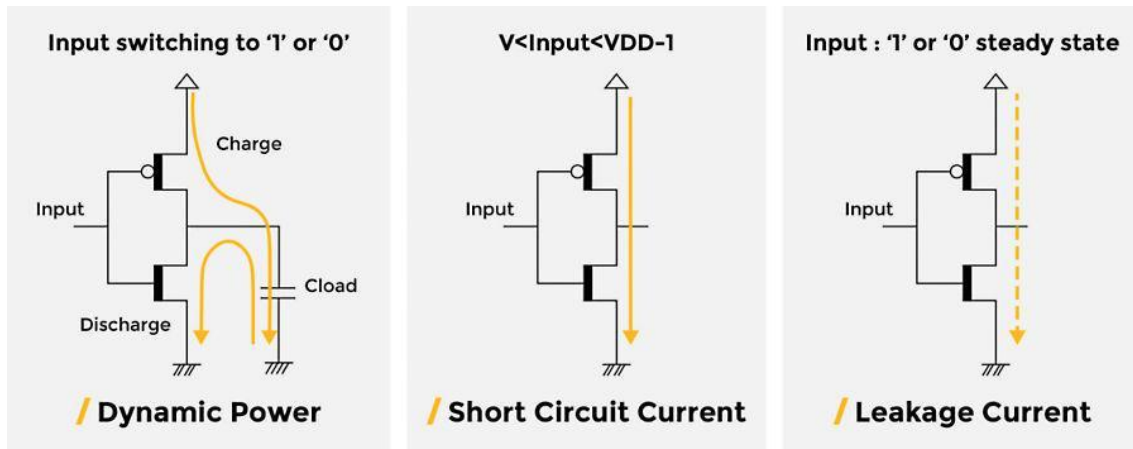 Input switching to ‘1’ or ‘0’
Charge
Input
Cload
Discharge
/ Dynamic Power
V<Input<VDD-1
Input
/ Short Circuit Current
Input : ‘1’ or ‘0’ steady state
Input
/ Leakage Current